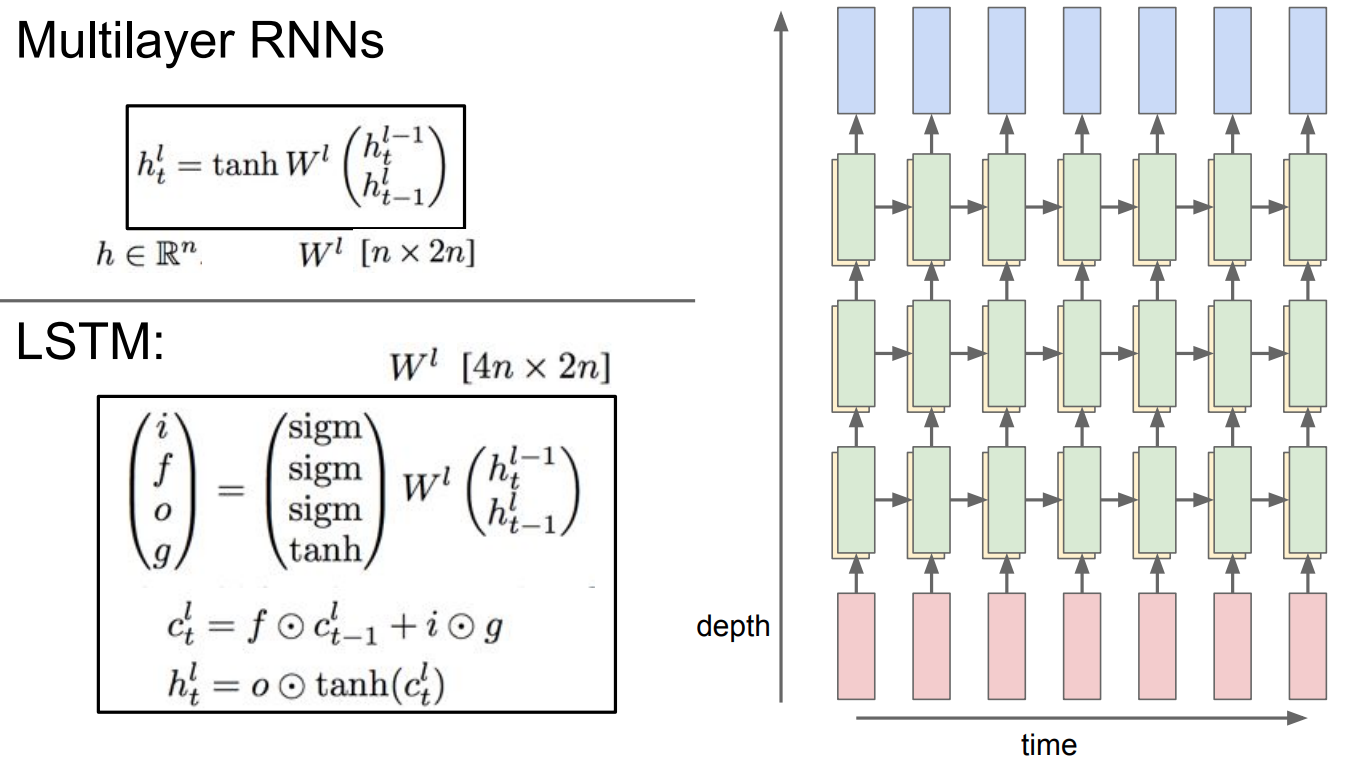 Multilayer RNNs
h_t^l = tanh W^l (h_t^{l-1} h_{t-1}^l)
h ∈ ℝ^n. W^l [n × 2n]
LSTM:
W^l [4n × 2n]
(i f o g) = (sigm sigm sigm tanh) W^l (h_t^{l-1} h_{t-1}^l)
c_t^l = f ⊙ c_{t-1}^l + i ⊙ g
h_t^l = o ⊙ tanh(c_t^l)
depth
time